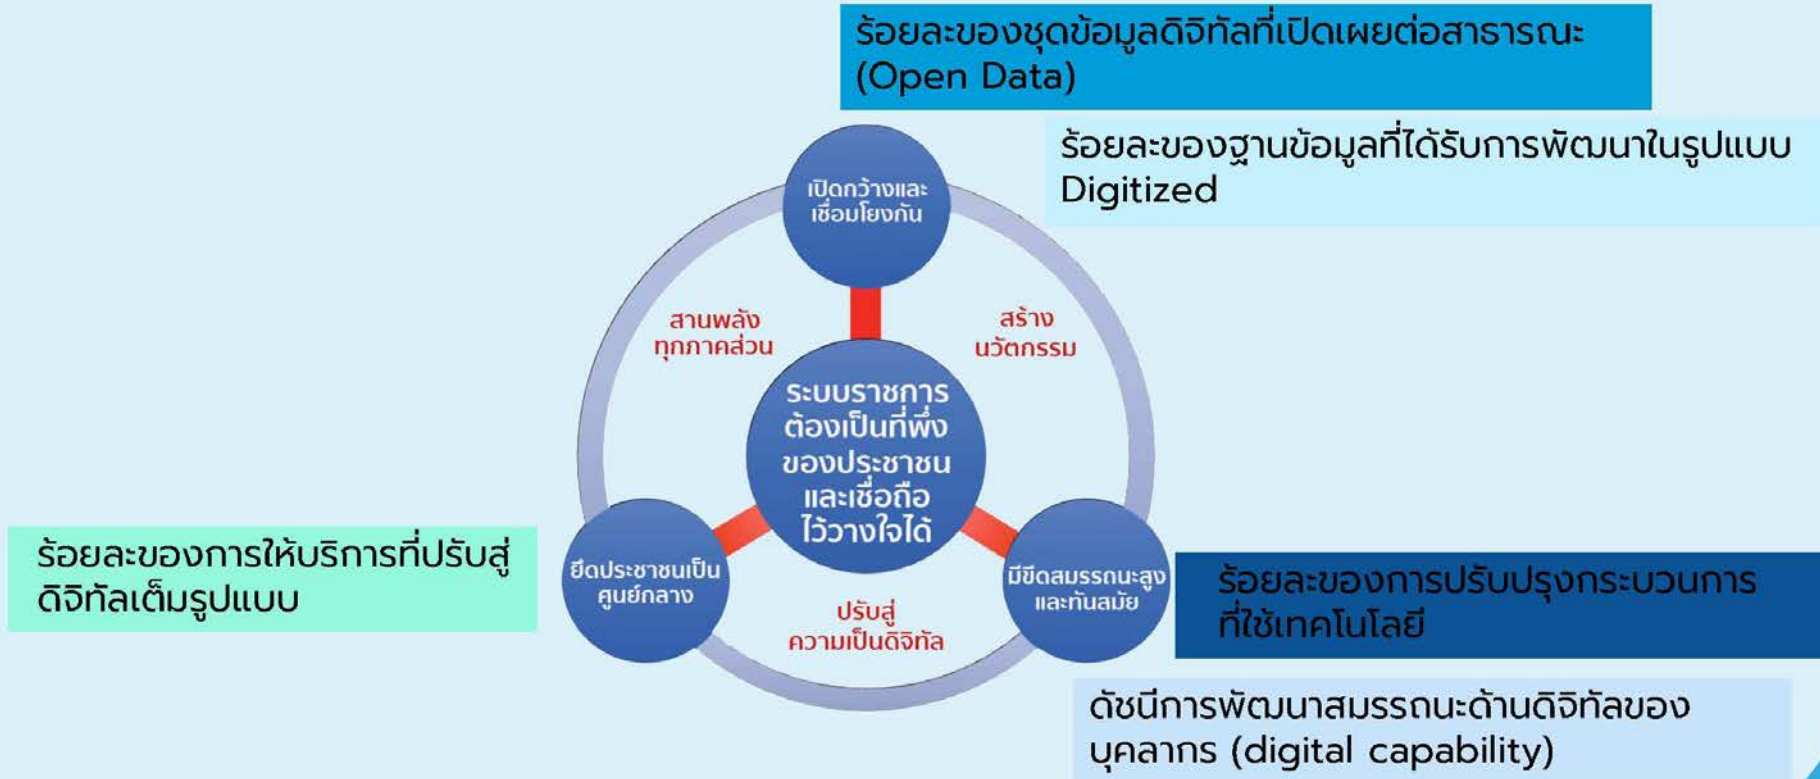 ร้อยละของชุดข้อมูลดิจิทัลที่เปิดเผยต่อสาธารณะ
(Open Data)
ร้อยละของฐานข้อมูลที่ได้รับการพัฒนาในรูปแบบ
Digitized
เปิดกว้างและ
เชื่อมโยงกัน
สานพลัง
ทุกภาคส่วน
สร้าง
นวัตกรรม
ระบบราชการ
ต้องเป็นที่พึ่ง
ของประชาชน
และเชื่อถือ
ไว้วางใจได้
ร้อยละของการให้บริการที่ปรับสู่
ดิจิทัลเต็มรูปแบบ
ยึดประชาชนเป็น
ศูนย์กลาง
ปรับสู่
ความเป็นดิจิทัล
มีขีดสมรรถนะสูง
และทันสมัย
ร้อยละของการปรับปรุงกระบวนการ
ที่ใช้เทคโนโลยี
ดัชนีการพัฒนาสมรรถนะด้านดิจิทัลของ
บุคลากร (digital capability)